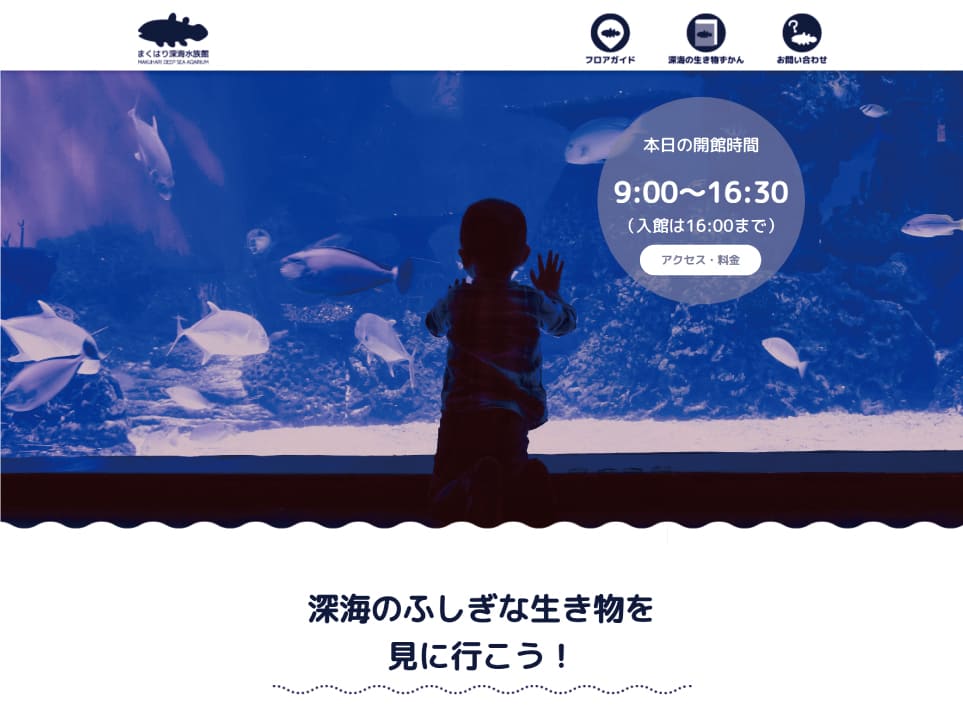 まくはり深海水族館
MAKUHARI DEEP SEA AQARIUM
フロアガイド
深海の生き物ずかん
お問い合わせ
本日の開館時間
9:00〜16:30
（入館は16:00まで）
アクセス・料金
深海のふしぎな生き物を
見に行こう！